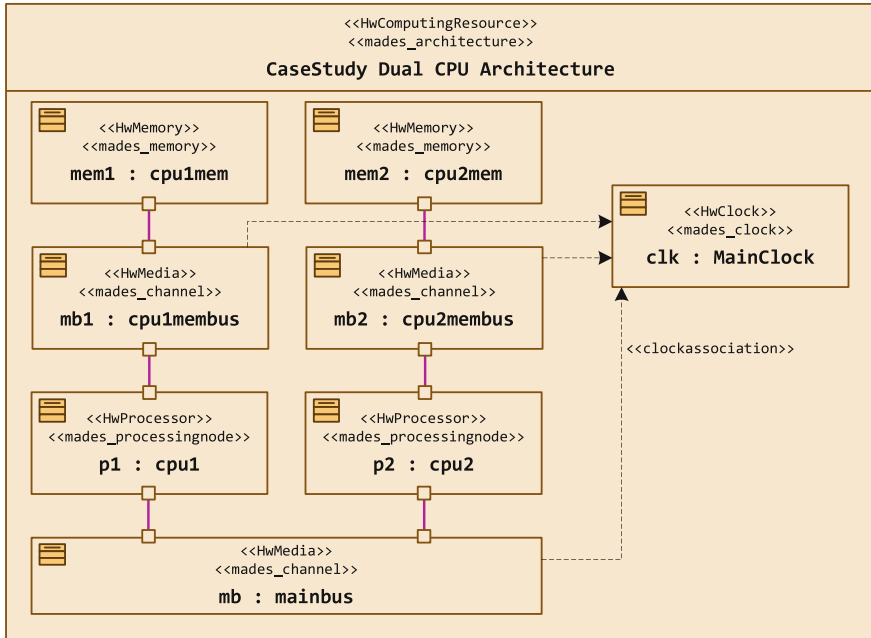 <<HwComputingResource>>
<<mades_architecture>>
CaseStudy Dual CPU Architecture
<<HwMemory>>
<<mades_memory>>
mem1 : cpu1mem
<<HwMemory>>
<<mades_memory>>
mem2 : cpu2mem
<<HwClock>>
<<mades_clock>>
clk : MainClock
<<HwMedia>>
<<mades_channel>>
mb1 : cpu1membus
<<HwMedia>>
<<mades_channel>>
mb2 : cpu2membus
<<clockassociation>>
<<HwProcessor>>
<<mades_processingnode>>
p1 : cpu1
<<HwProcessor>>
<<mades_processingnode>>
p2 : cpu2
<<HwMedia>>
<<mades_channel>>
mb : mainbus